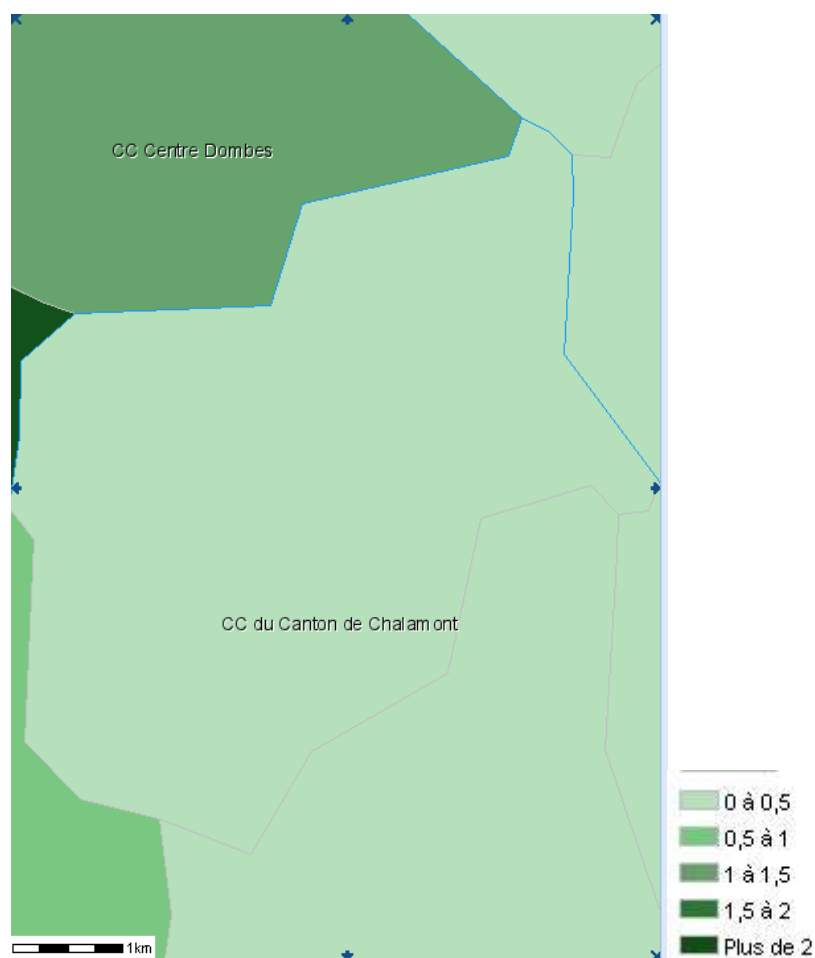 CC Centre Dombes
CC du Canton de Chalamont
1km
0 à 0,5
0,5 à 1
1 à 1,5
1,5 à 2
Plus de 2